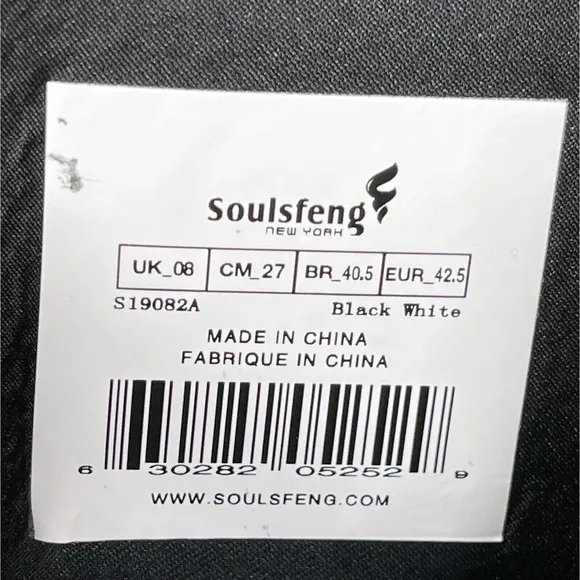 Soulsfeng
NEW YORK
UK_08 CM_27 BR_40.5 EUR_42.5
S19082A Black White
MADE IN CHINA
FABRIQUE IN CHINA
6 30282 05252 9
WWW.SOULSFENG.COM